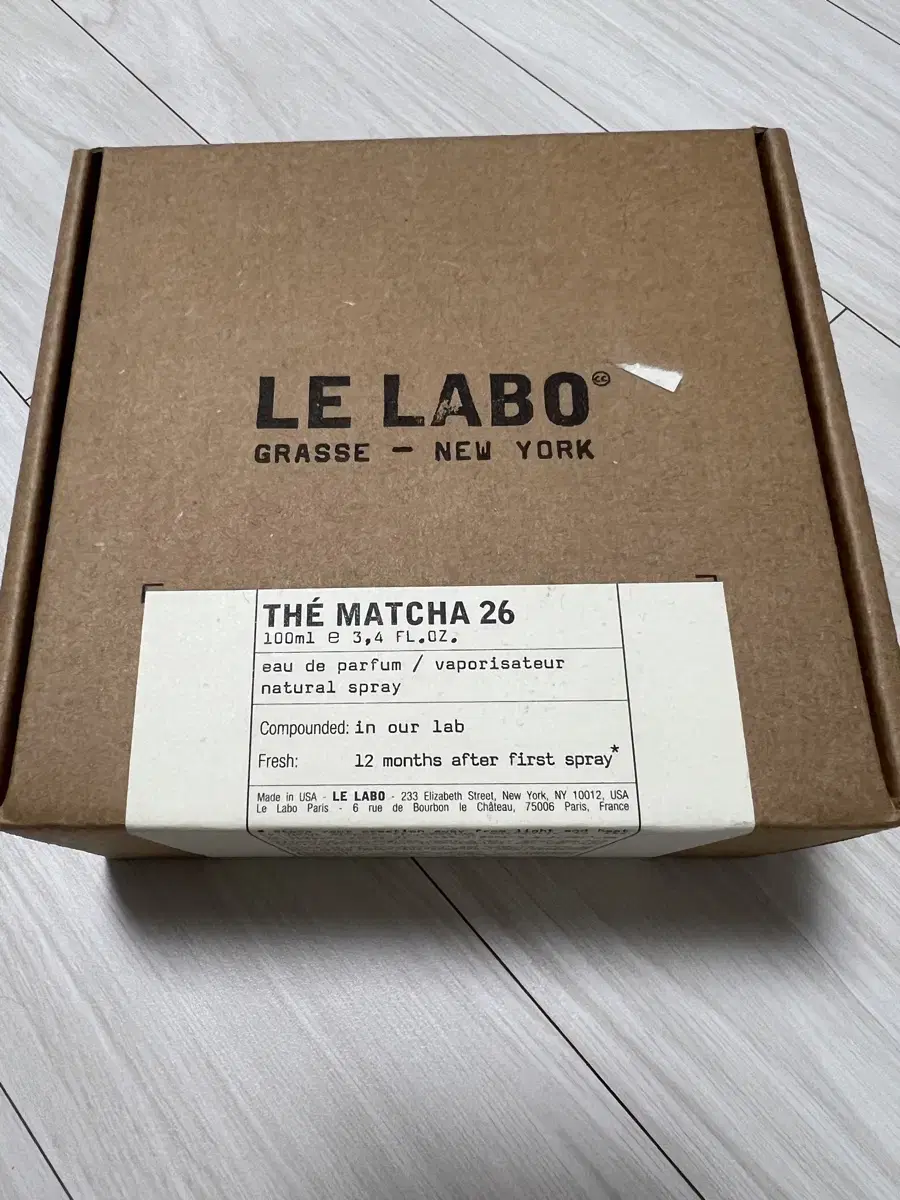 LE LABO
GRASSE — NEW YORK
THÉ MATCHA 26
100ml e 3,4 FL.OZ.
eau de parfum / vaporisateur
natural spray
Compounded: in our lab
Fresh: 12 months after first spray*
Made in USA - LE LABO - 233 Elizabeth Street, New York, NY 10012, USA
Le Labo Paris - 6 rue de Bourbon le Château, 75006 Paris, France